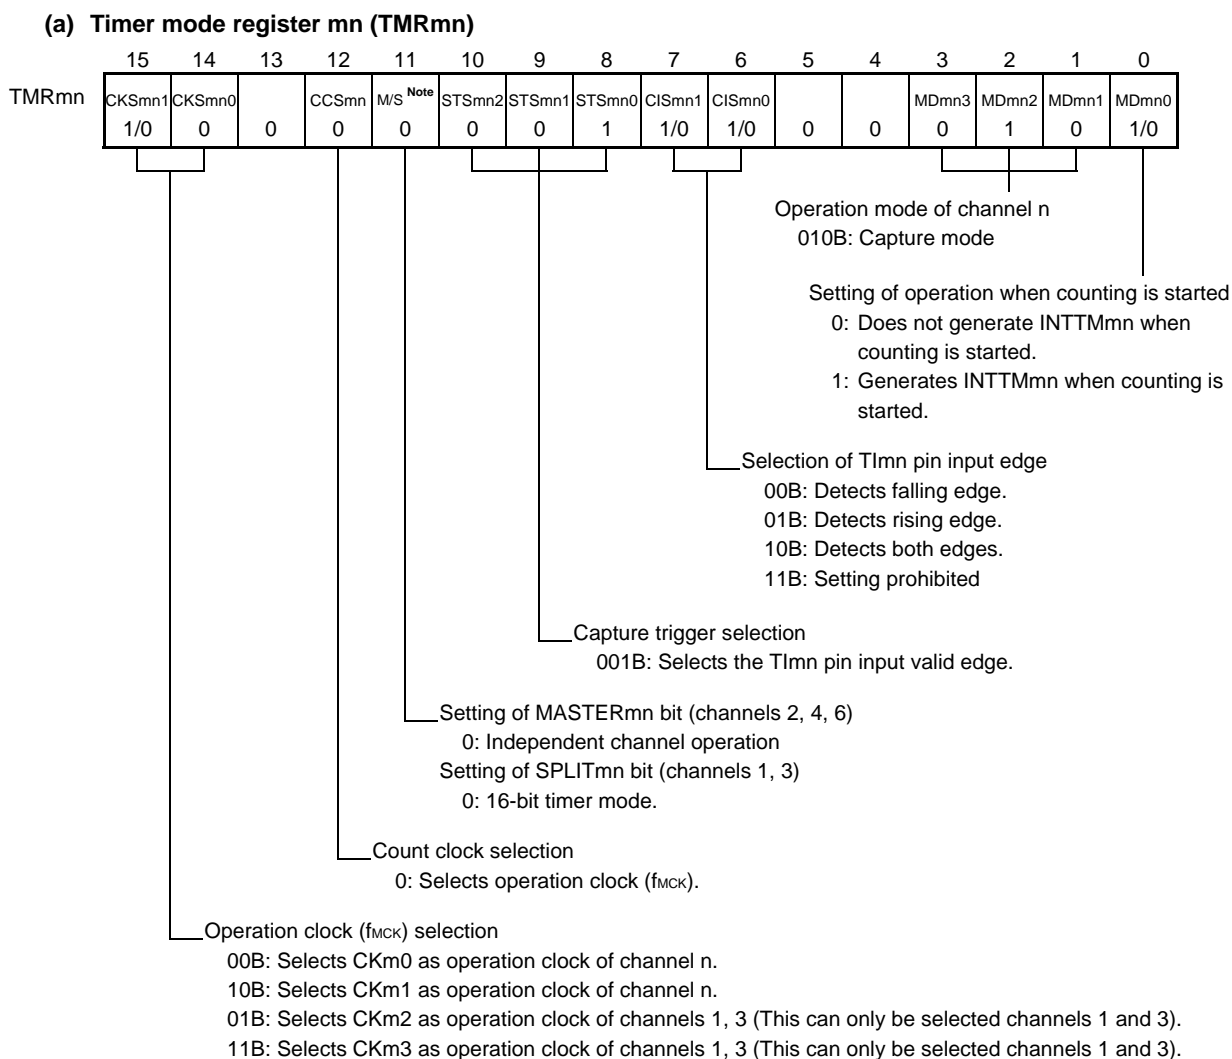 (a) Timer mode register mn (TMRmn)
15 14 13 12 11 10 9 8 7 6 5 4 3 2 1 0
TMRmn CKSmn1 CKSmn0 CCSmn M/S Note STSmn2 STSmn1 STSmn0 CISmn1 CISmn0 MDmn3 MDmn2 MDmn1 MDmn0
1/0 0 0 0 0 0 0 1 1/0 1/0 0 0 0 1 0 1/0
Operation mode of channel n
010B: Capture mode
Setting of operation when counting is started
0: Does not generate INTTMmn when
counting is started.
1: Generates INTTMmn when counting is
started.
Selection of TImn pin input edge
00B: Detects falling edge.
01B: Detects rising edge.
10B: Detects both edges.
11B: Setting prohibited
Capture trigger selection
001B: Selects the TImn pin input valid edge.
Setting of MASTERmn bit (channels 2, 4, 6)
0: Independent channel operation
Setting of SPLITmn bit (channels 1, 3)
0: 16-bit timer mode.
Count clock selection
0: Selects operation clock (fMCK).
Operation clock (fMCK) selection
00B: Selects CKm0 as operation clock of channel n.
10B: Selects CKm1 as operation clock of channel n.
01B: Selects CKm2 as operation clock of channels 1, 3 (This can only be selected channels 1 and 3).
11B: Selects CKm3 as operation clock of channels 1, 3 (This can only be selected channels 1 and 3).